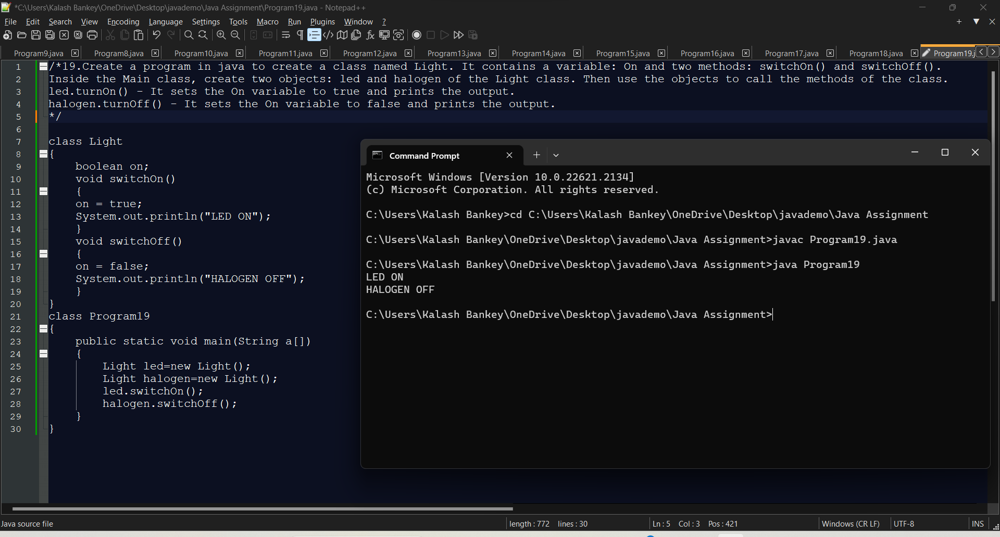 *C:\Users\Kalash Bankey\OneDrive\Desktop\javademo\Java Assignment\Program19.java - Notepad++
File Edit Search View Encoding Language Settings Tools Macro Run Plugins Window ?
Program9.java Program8.java Program10.java Program11.java Program12.java Program13.java Program14.java Program15.java Program16.java Program17.java Program18.java Program19.j
1 /*19.Create a program in java to create a class named Light. It contains a variable: On and two methods: switchOn() and switchOff().
2 Inside the Main class, create two objects: led and halogen of the Light class. Then use the objects to call the methods of the class.
3 led.turnOn() - It sets the On variable to true and prints the output.
4 halogen.turnOff() - It sets the On variable to false and prints the output.
5 */
6
7 class Light
8 {
9 boolean on;
10 void switchOn()
11 {
12 on = true;
13 System.out.println("LED ON");
14 }
15 void switchOff()
16 {
17 on = false;
18 System.out.println("HALOGEN OFF");
19 }
20 }
21 class Program19
22 {
23 public static void main(String a[])
24 {
25 Light led=new Light();
26 Light halogen=new Light();
27 led.switchOn();
28 halogen.switchOff();
29 }
30 }
Command Prompt
Microsoft Windows [Version 10.0.22621.2134]
(c) Microsoft Corporation. All rights reserved.
C:\Users\Kalash Bankey>cd C:\Users\Kalash Bankey\OneDrive\Desktop\javademo\Java Assignment
C:\Users\Kalash Bankey\OneDrive\Desktop\javademo\Java Assignment>javac Program19.java
C:\Users\Kalash Bankey\OneDrive\Desktop\javademo\Java Assignment>java Program19
LED ON
HALOGEN OFF
C:\Users\Kalash Bankey\OneDrive\Desktop\javademo\Java Assignment>
Java source file length : 772 lines : 30 Ln : 5 Col : 3 Pos : 421 Windows (CR LF) UTF-8 INS